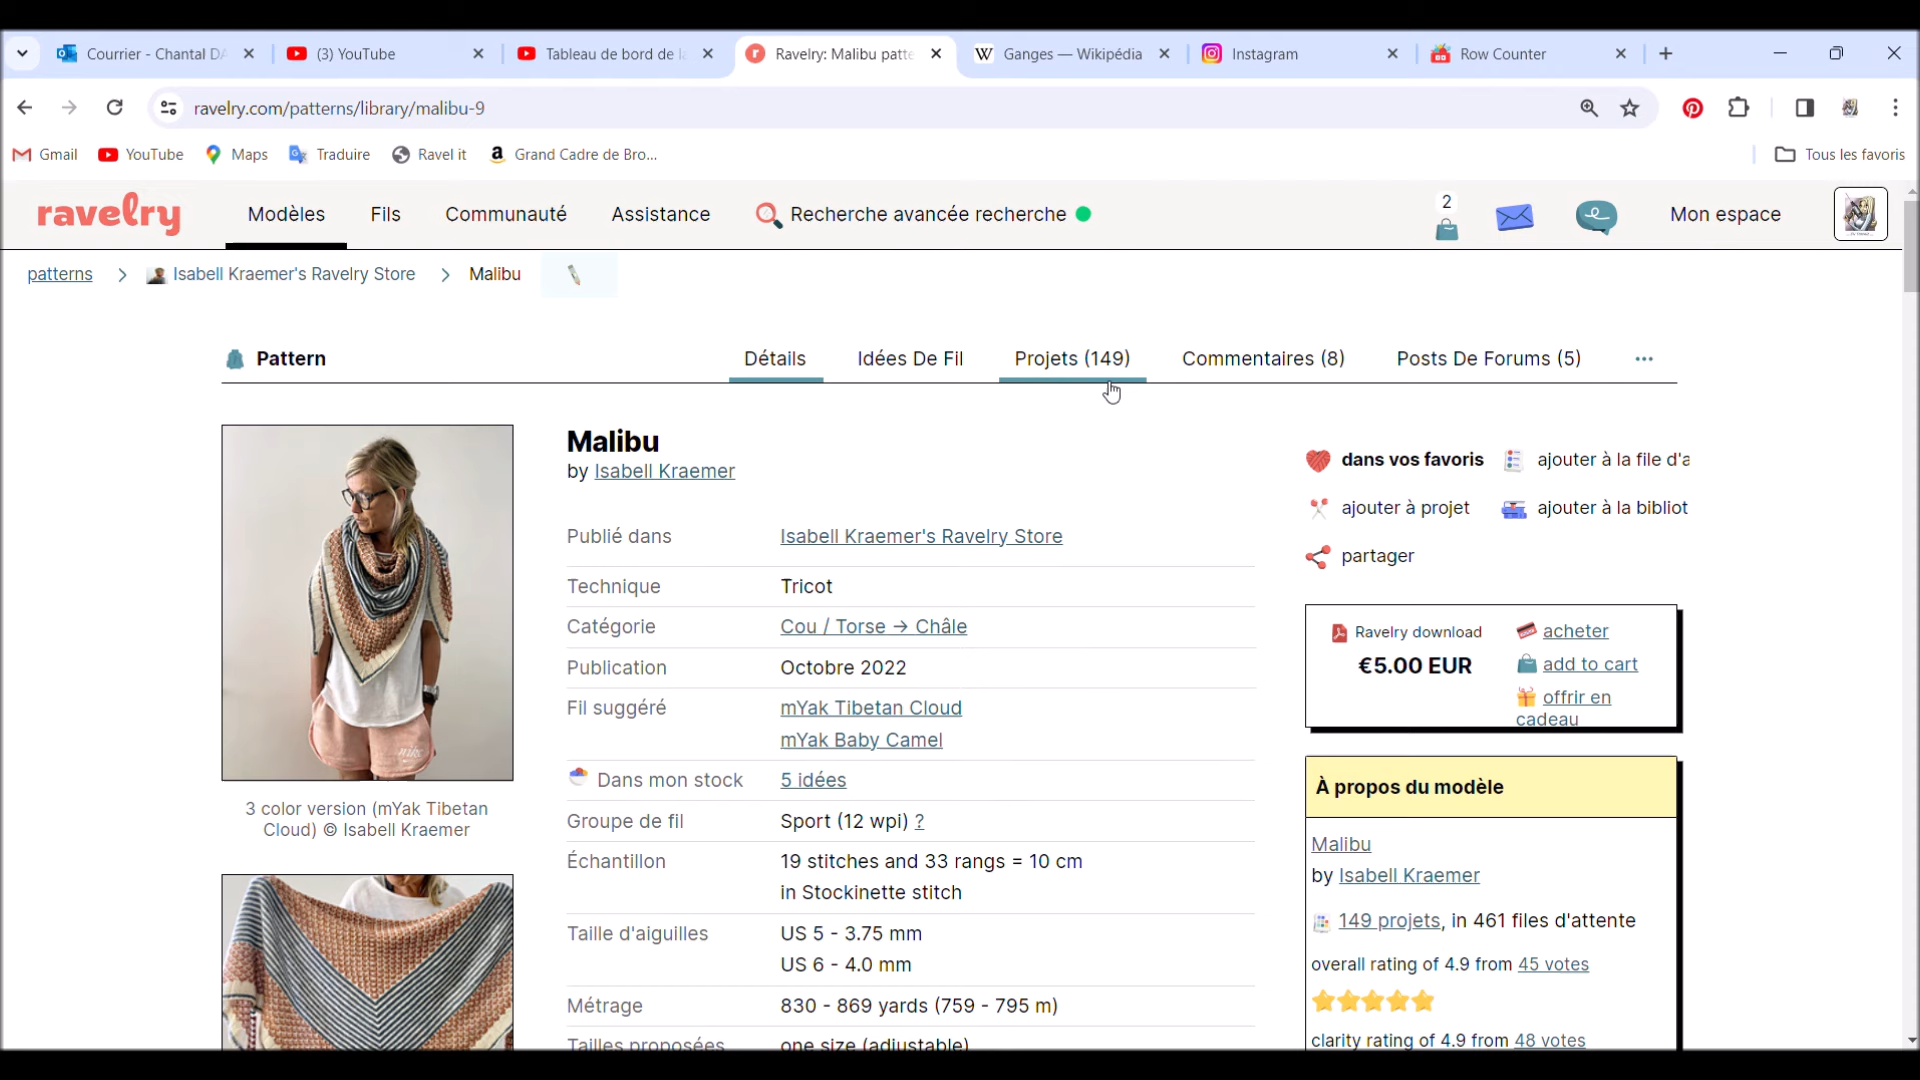 Courrier - Chantal DA
(3) YouTube
Tableau de bord de la
Ravelry: Malibu patte
Ganges — Wikipédia
Instagram
Row Counter
ravelry.com/patterns/library/malibu-9
Gmail
YouTube
Maps
Traduire
Ravel it
Grand Cadre de Bro...
Tous les favoris
ravelry
Modèles
Fils
Communauté
Assistance
Recherche avancée recherche
2
Mon espace
patterns > Isabell Kraemer's Ravelry Store > Malibu
Pattern
Détails
Idées De Fil
Projets (149)
Commentaires (8)
Posts De Forums (5)
Malibu
by Isabell Kraemer
Publié dans Isabell Kraemer's Ravelry Store
Technique Tricot
Catégorie Cou / Torse → Châle
Publication Octobre 2022
Fil suggéré mYak Tibetan Cloud
mYak Baby Camel
Dans mon stock 5 idées
Groupe de fil Sport (12 wpi) ?
Échantillon 19 stitches and 33 rangs = 10 cm
in Stockinette stitch
Taille d'aiguilles US 5 - 3.75 mm
US 6 - 4.0 mm
Métrage 830 - 869 yards (759 - 795 m)
Tailles proposées one size (adjustable)
3 color version (mYak Tibetan
Cloud) © Isabell Kraemer
dans vos favoris
ajouter à la file d'a
ajouter à projet
ajouter à la bibliot
partager
Ravelry download
€5.00 EUR
acheter
add to cart
offrir en
cadeau
À propos du modèle
Malibu
by Isabell Kraemer
149 projets, in 461 files d'attente
overall rating of 4.9 from 45 votes
clarity rating of 4.9 from 48 votes